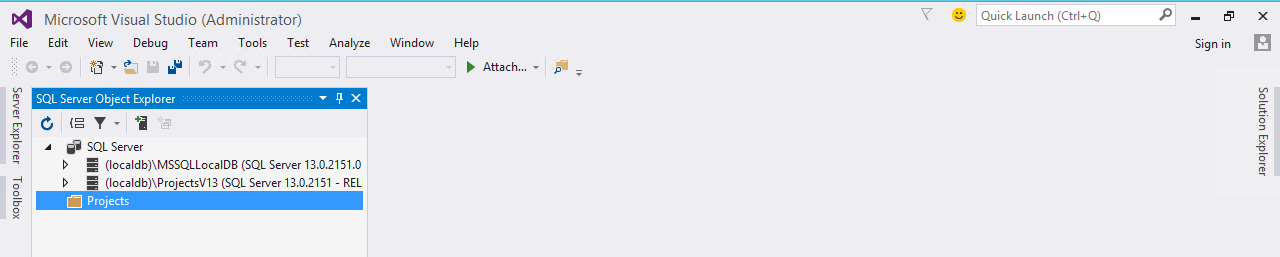 Microsoft Visual Studio (Administrator)
Quick Launch (Ctrl+Q)
File Edit View Debug Team Tools Test Analyze Window Help
Sign in
Attach...
Server Explorer
Toolbox
SQL Server Object Explorer
SQL Server
(localdb)\MSSQLLocalDB (SQL Server 13.0.2151.0
(localdb)\ProjectsV13 (SQL Server 13.0.2151 - REL
Projects
Solution Explorer